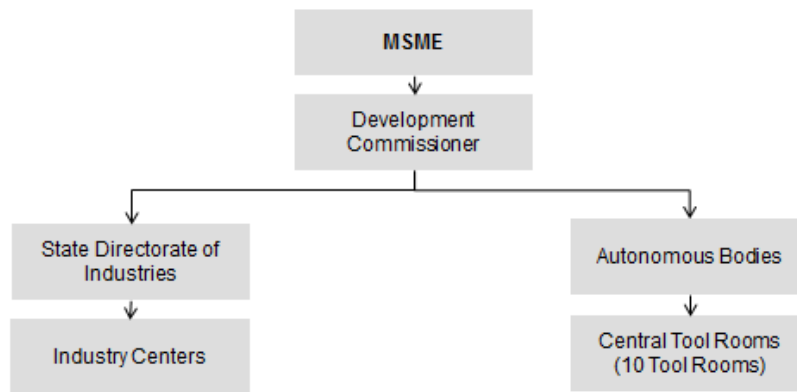 MSME
Development
Commissioner
State Directorate of
Industries
Autonomous Bodies
Industry Centers
Central Tool Rooms
(10 Tool Rooms)